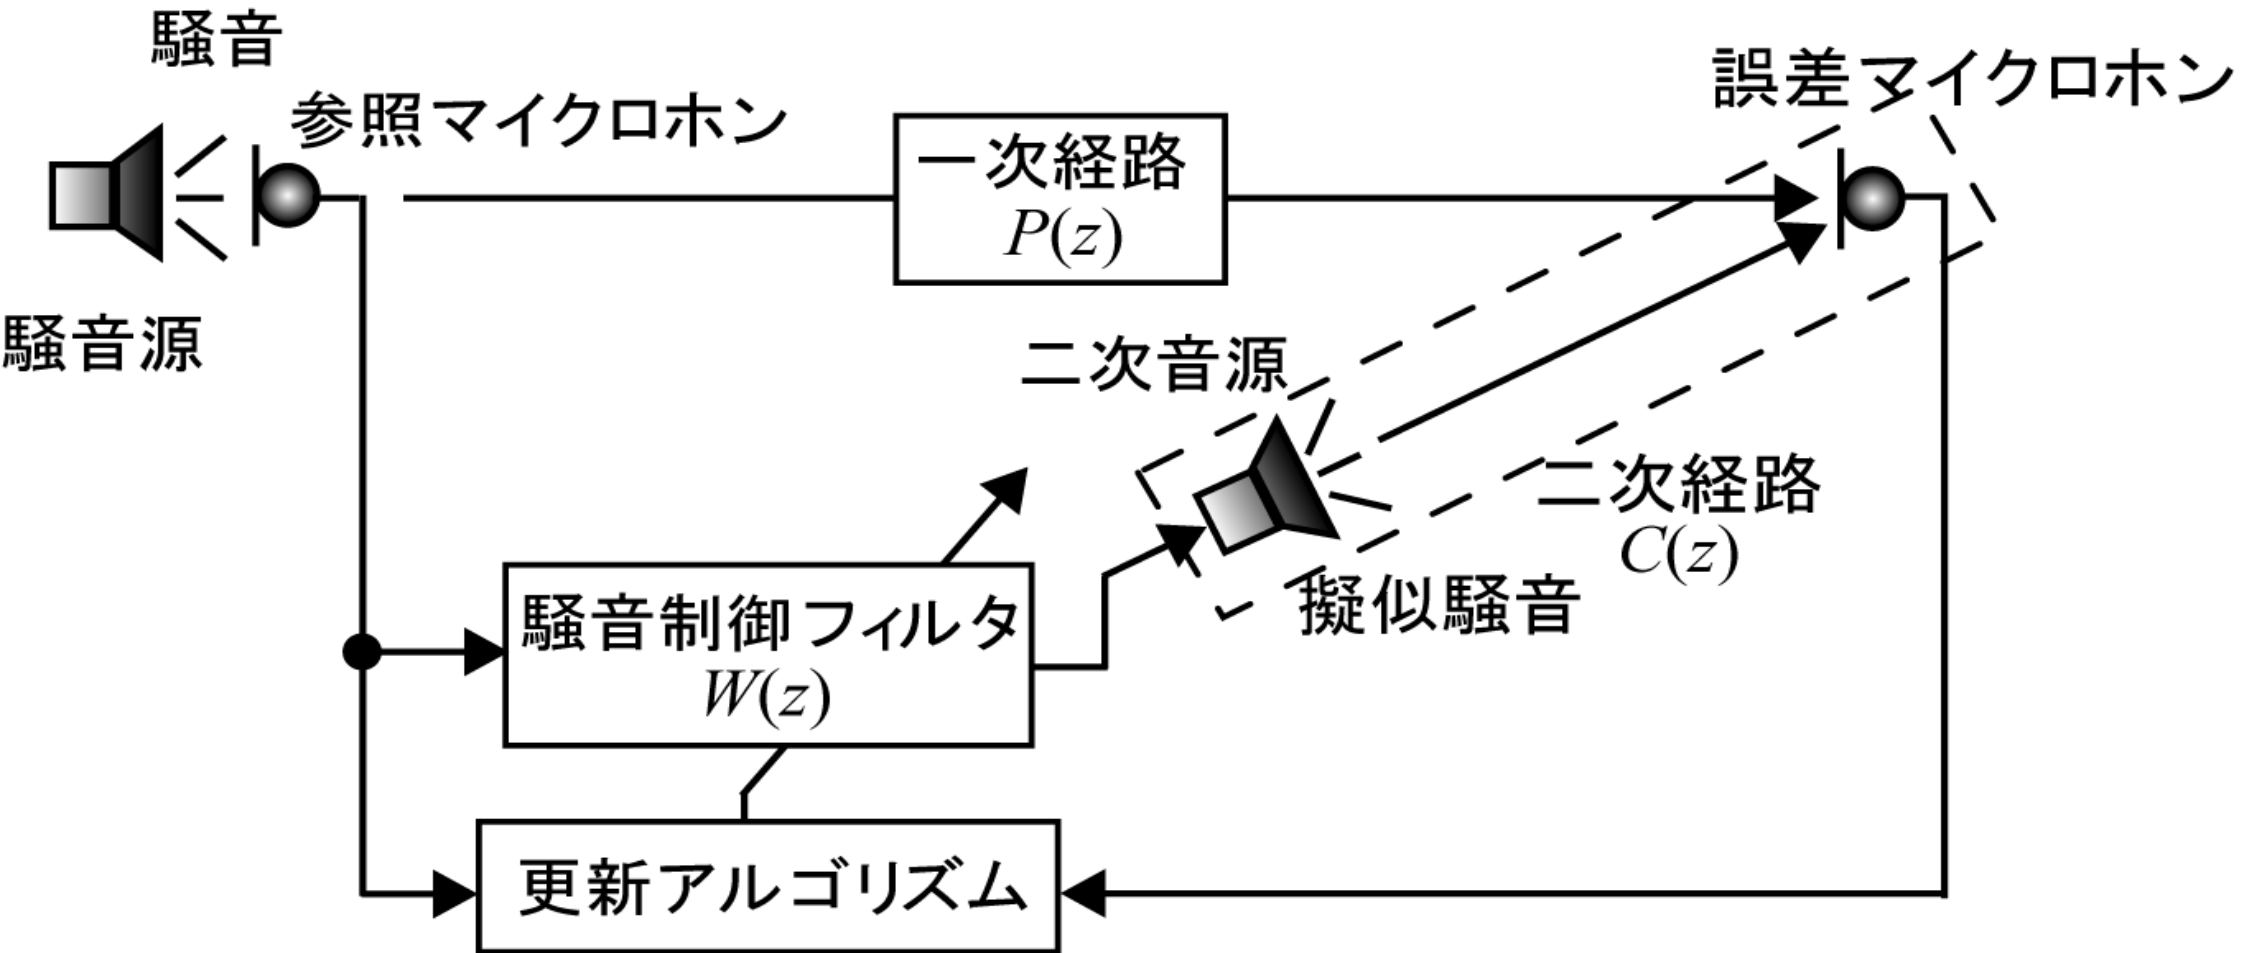 騒音
参照マイクロホン
誤差マイクロホン
一次経路
P(z)
騒音源
二次音源
二次経路
C(z)
擬似騒音
騒音制御フィルタ
W(z)
更新アルゴリズム